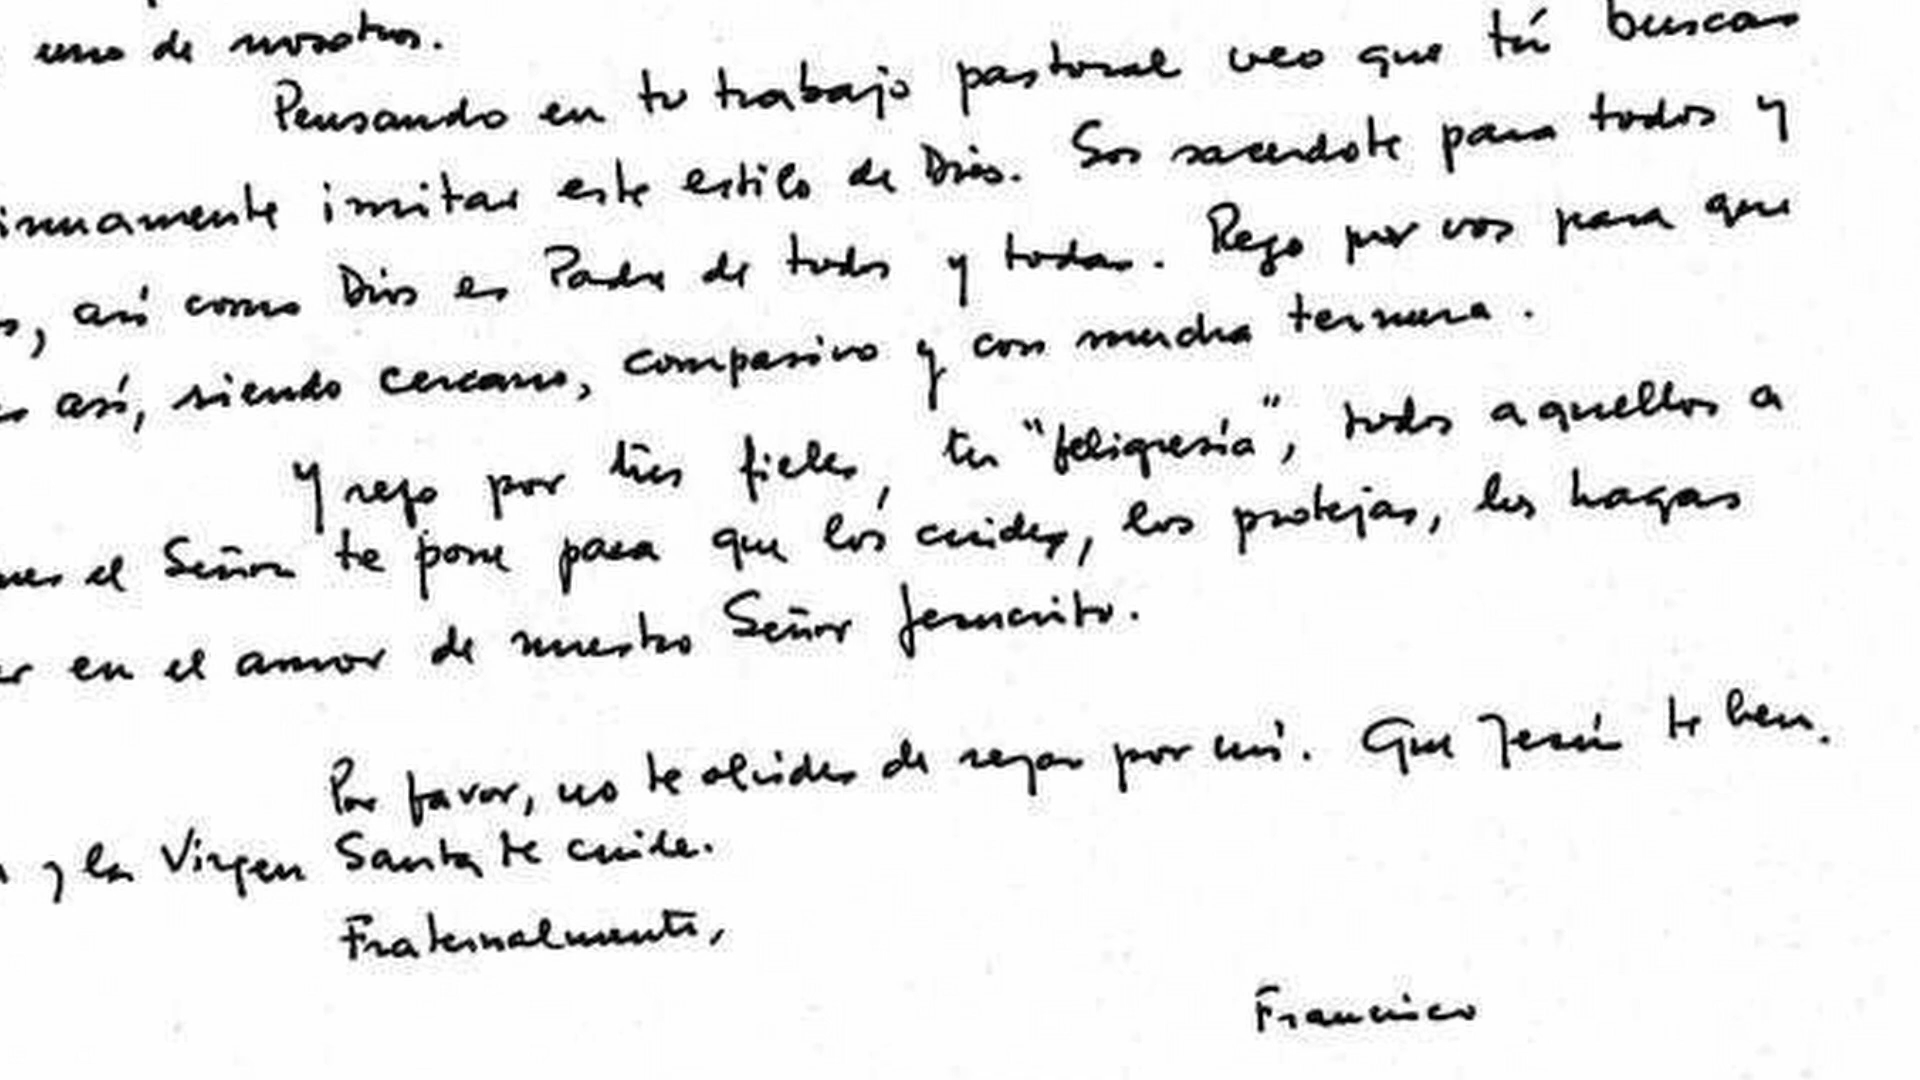 uno de nosotros.
Pensando en tu trabajo pastoral veo que tú buscas
inuamente imitar este estilo de Dios. Sos sacerdote para todos y
s, así como Dios es Padre de todos y todas. Rezo por vos para que
así, siendo cercano, compasivo y con mucha ternura.
Y rezo por tus fieles, tu "feligresía", todos aquellos a
nes el Señor te pone para que los cuides, los protejas, los hagas
er en el amor de nuestro Señor Jesucristo.
Por favor, no te olvides de rezar por mí. Que Jesús te ben.
y la Virgen Santa te cuide.
Fraternalmente,
Francisco